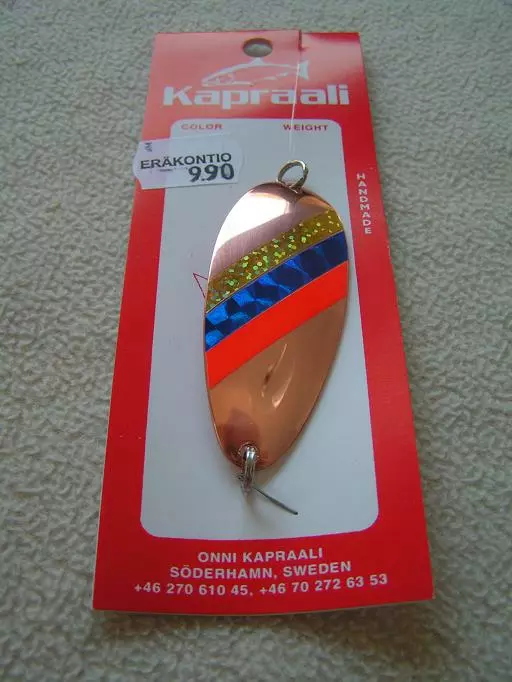 Kapraali
COLOR WEIGHT
ERÄKONTIO
9.90
HANDMADE
ONNI KAPRAALI
SÖDERHAMN, SWEDEN
+46 270 610 45, +46 70 272 63 53